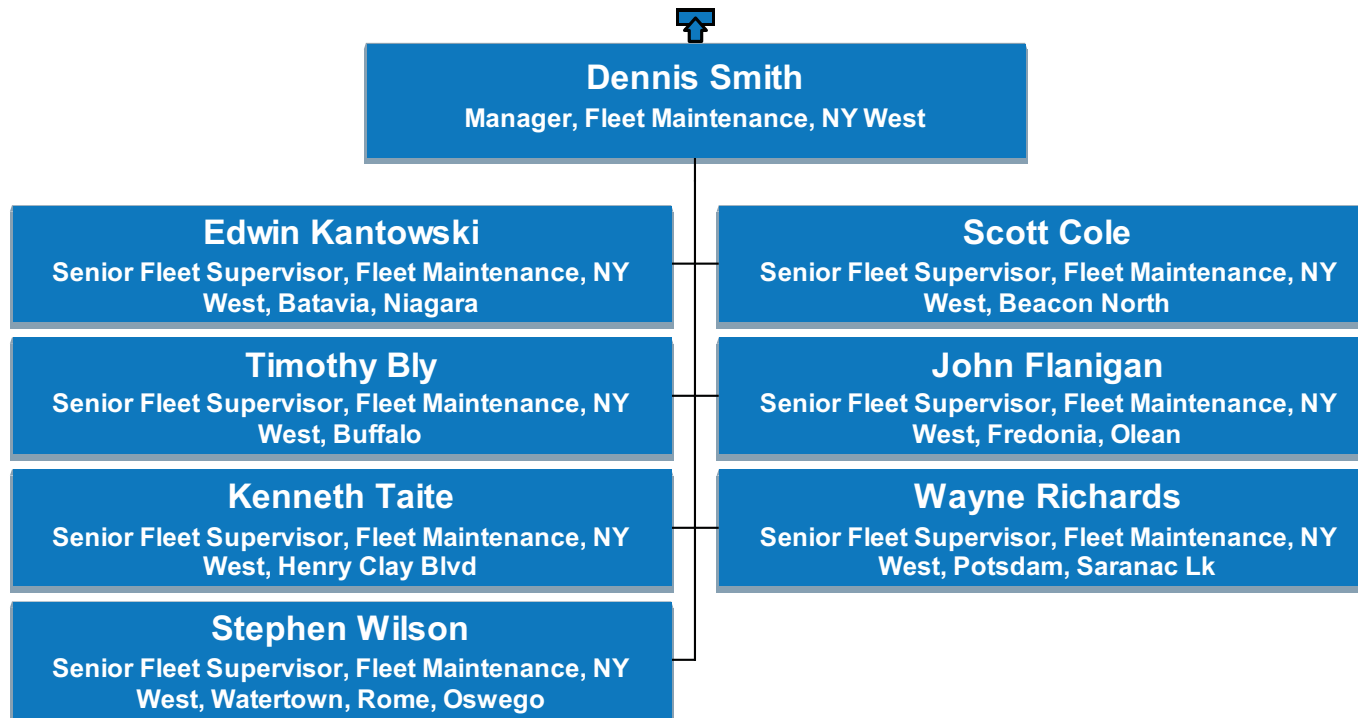 Dennis Smith
Manager, Fleet Maintenance, NY West
Edwin Kantowski
Senior Fleet Supervisor, Fleet Maintenance, NY
West, Batavia, Niagara
Scott Cole
Senior Fleet Supervisor, Fleet Maintenance, NY
West, Beacon North
Timothy Bly
Senior Fleet Supervisor, Fleet Maintenance, NY
West, Buffalo
John Flanigan
Senior Fleet Supervisor, Fleet Maintenance, NY
West, Fredonia, Olean
Kenneth Taite
Senior Fleet Supervisor, Fleet Maintenance, NY
West, Henry Clay Blvd
Wayne Richards
Senior Fleet Supervisor, Fleet Maintenance, NY
West, Potsdam, Saranac Lk
Stephen Wilson
Senior Fleet Supervisor, Fleet Maintenance, NY
West, Watertown, Rome, Oswego